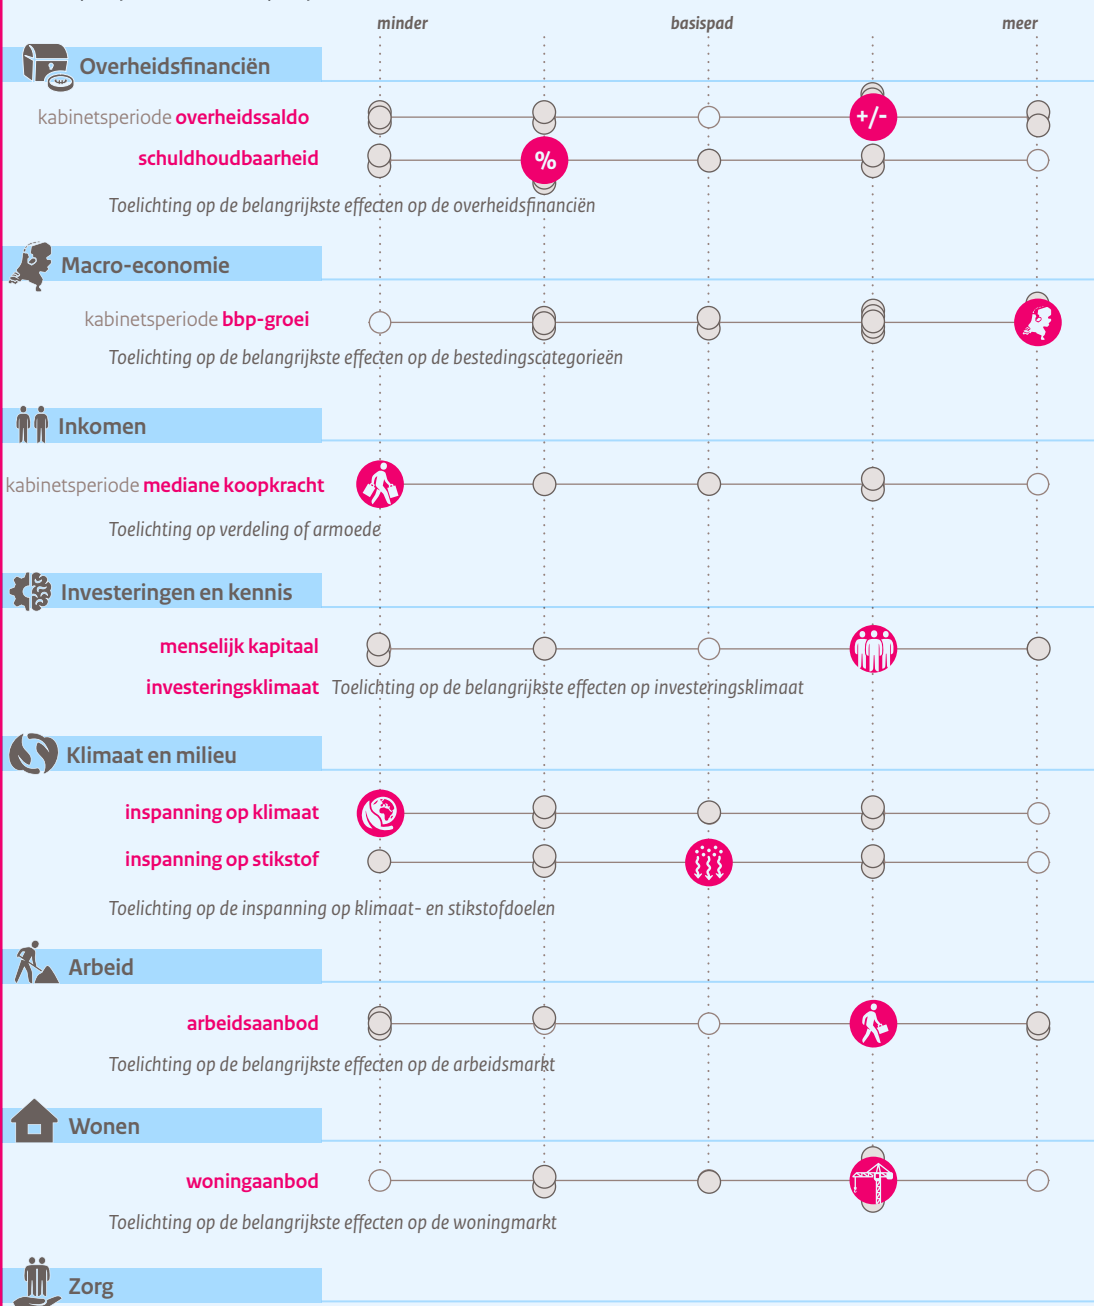 minder basispad meer
Overheidsfinanciën
kabinetsperiode overheidssaldo
+/-
schuldhoudbaarheid
%
Toelichting op de belangrijkste effecten op de overheidsfinanciën
Macro-economie
kabinetsperiode bbp-groei
Toelichting op de belangrijkste effecten op de bestedingscategorieën
Inkomen
kabinetsperiode mediane koopkracht
Toelichting op verdeling of armoede
Investeringen en kennis
menselijk kapitaal
investeringsklimaat Toelichting op de belangrijkste effecten op investeringsklimaat
Klimaat en milieu
inspanning op klimaat
inspanning op stikstof
Toelichting op de inspanning op klimaat- en stikstofdoelen
Arbeid
arbeidsaanbod
Toelichting op de belangrijkste effecten op de arbeidsmarkt
Wonen
woningaanbod
Toelichting op de belangrijkste effecten op de woningmarkt
Zorg